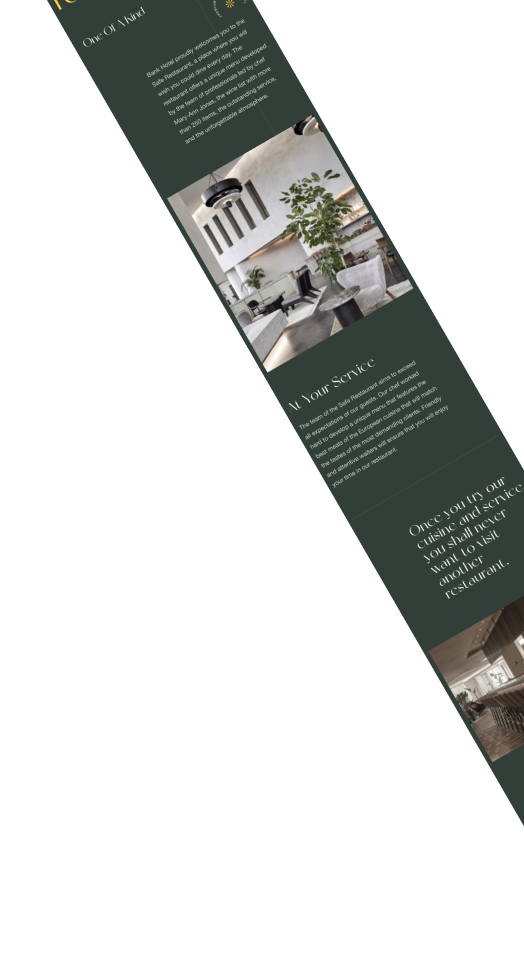 One Of A Kind
Bank Hotel proudly welcomes you to the
Safe Restaurant, a place where you will
wish you could dine every day. The
restaurant offers a unique menu developed
by the team of professionals led by chef
Mary-Ann Jones, the wine list with more
than 250 items, the outstanding service,
and the unforgettable atmosphere.
At Your Service
The team of the Safe Restaurant aims to exceed
all expectations of our guests. Our chef worked
hard to develop a unique menu that features the
best meals of the European cuisine that will match
the tastes of the most demanding clients. Friendly
and attentive waiters will ensure that you will enjoy
your time in our restaurant.
Once you try our
cuisine and service
you shall never
want to visit
another
restaurant.